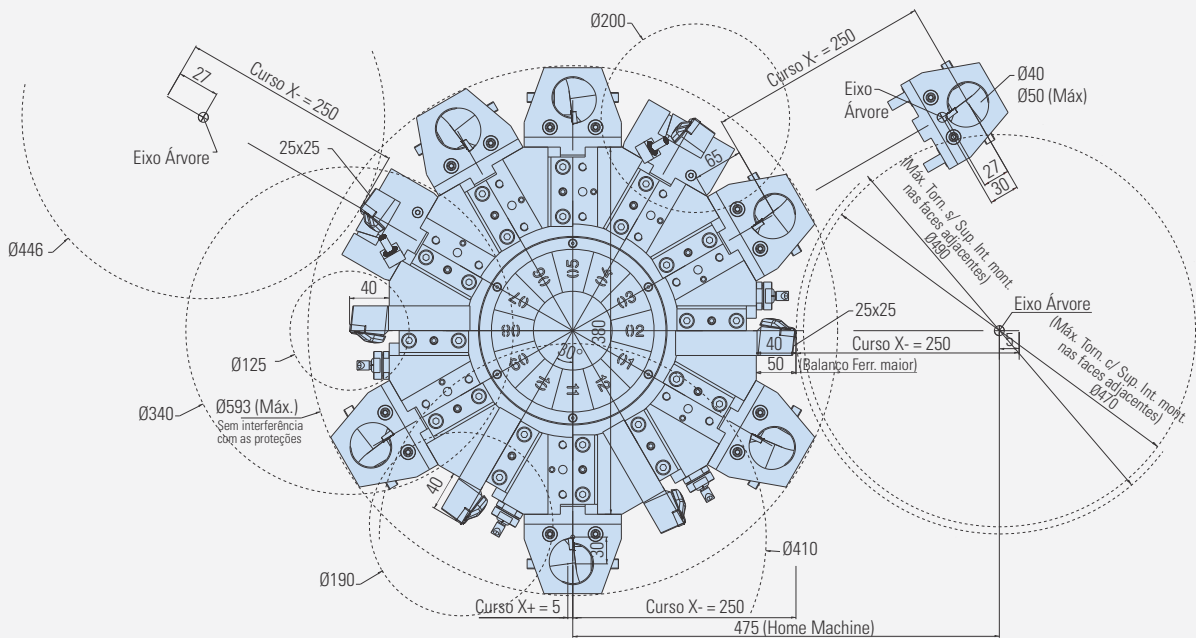 Ø200
Curso X- = 250
27
Eixo Árvore
25x25
Ø446
Curso X- = 250
Eixo
Árvore
Ø40
Ø50 (Máx)
27
30
65
(Máx. Torn. s/ Sup. Int. mont.
nas faces adjacentes)
Ø490
40
Ø125
Ø340
Ø593 (Máx.)
Sem interferência
com as proteções
05
04
03
02
01
12
11
10
09
08
07
06
380
30°
25x25
40
Curso X- = 250
50
(Balanço Ferr. maior)
Eixo Árvore
5
(Máx. Torn. c/ Sup. Int. mont.
nas faces adjacentes)
Ø470
40
30
Ø190
Ø410
Curso X+ = 5
Curso X- = 250
475 (Home Machine)